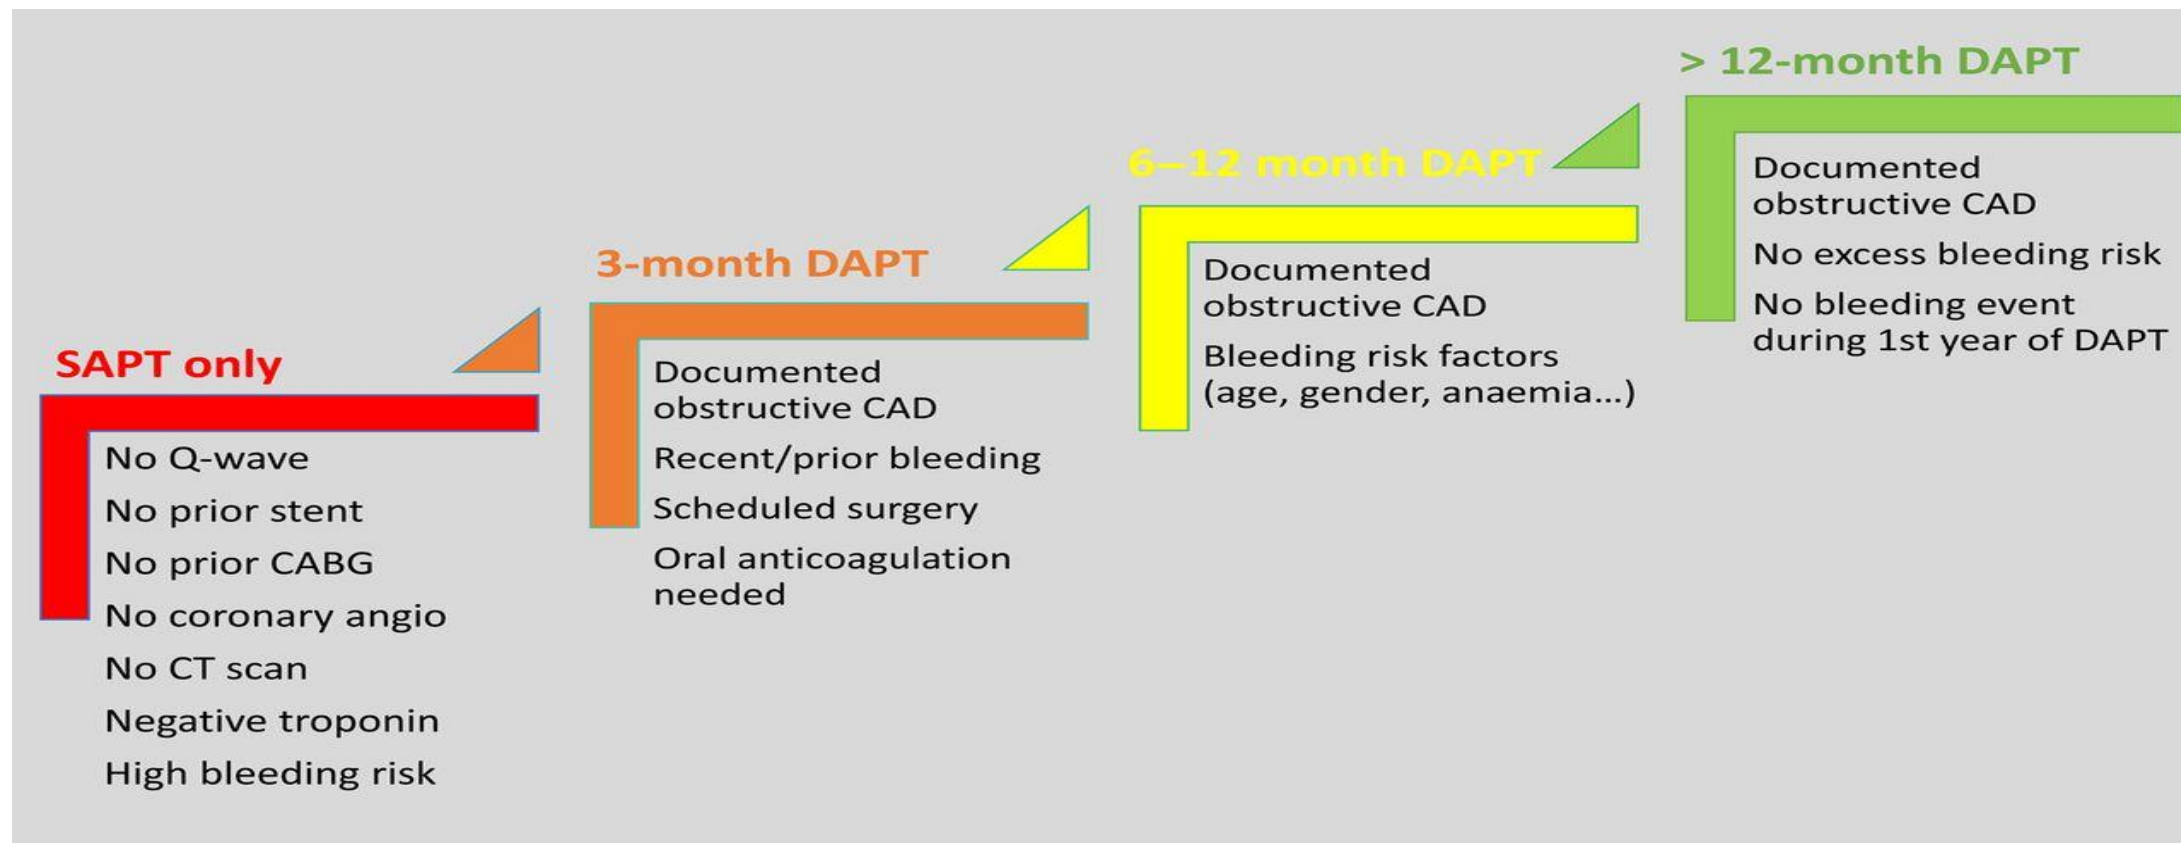 SAPT only
No Q-wave
No prior stent
No prior CABG
No coronary angio
No CT scan
Negative troponin
High bleeding risk
3-month DAPT
Documented
obstructive CAD
Recent/prior bleeding
Scheduled surgery
Oral anticoagulation
needed
6–12 month DAPT
Documented
obstructive CAD
Bleeding risk factors
(age, gender, anaemia...)
> 12-month DAPT
Documented
obstructive CAD
No excess bleeding risk
No bleeding event
during 1st year of DAPT